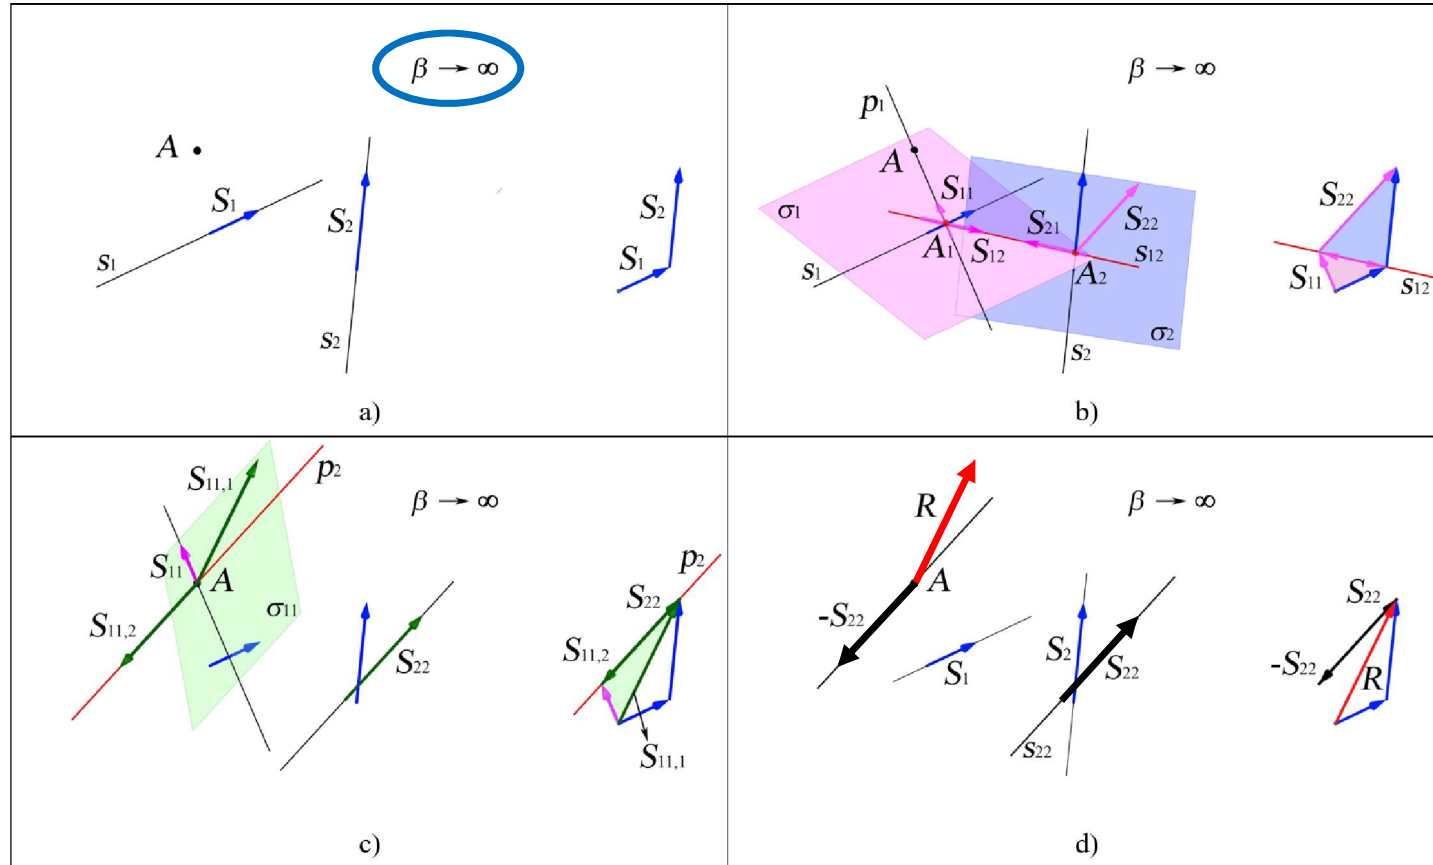 β → ∞
A
S₁
S₂
s₁
s₂
S₂
S₁
a)
β → ∞
p₁
A
σ₁
S₁₁
S₂₁
S₂₂
A₁
S₁₂
A₂
s₁₂
s₁
s₂
σ₂
S₂₂
S₁₁
s₁₂
b)
S₁₁,₁
p₂
β → ∞
S₁₁
A
σ₁₁
S₁₁,₂
S₂₂
p₂
S₂₂
S₁₁,₂
S₁₁,₁
c)
R
β → ∞
A
-S₂₂
S₁
S₂
S₂₂
s₂₂
S₂₂
-S₂₂
R
d)